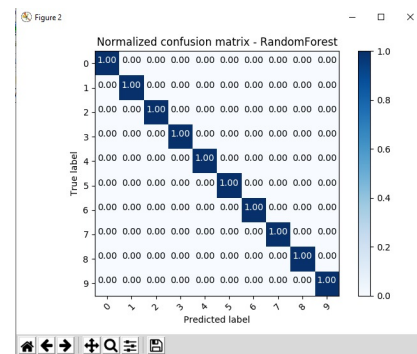 Figure 2
Normalized confusion matrix - RandomForest
0 1.00 0.00 0.00 0.00 0.00 0.00 0.00 0.00 0.00 0.00
1 0.00 1.00 0.00 0.00 0.00 0.00 0.00 0.00 0.00 0.00
2 0.00 0.00 1.00 0.00 0.00 0.00 0.00 0.00 0.00 0.00
3 0.00 0.00 0.00 1.00 0.00 0.00 0.00 0.00 0.00 0.00
4 0.00 0.00 0.00 0.00 1.00 0.00 0.00 0.00 0.00 0.00
5 0.00 0.00 0.00 0.00 0.00 1.00 0.00 0.00 0.00 0.00
6 0.00 0.00 0.00 0.00 0.00 0.00 1.00 0.00 0.00 0.00
7 0.00 0.00 0.00 0.00 0.00 0.00 0.00 1.00 0.00 0.00
8 0.00 0.00 0.00 0.00 0.00 0.00 0.00 0.00 1.00 0.00
9 0.00 0.00 0.00 0.00 0.00 0.00 0.00 0.00 0.00 1.00
0 1 2 3 4 5 6 7 8 9
True label
Predicted label
1.0
0.8
0.6
0.4
0.2
0.0